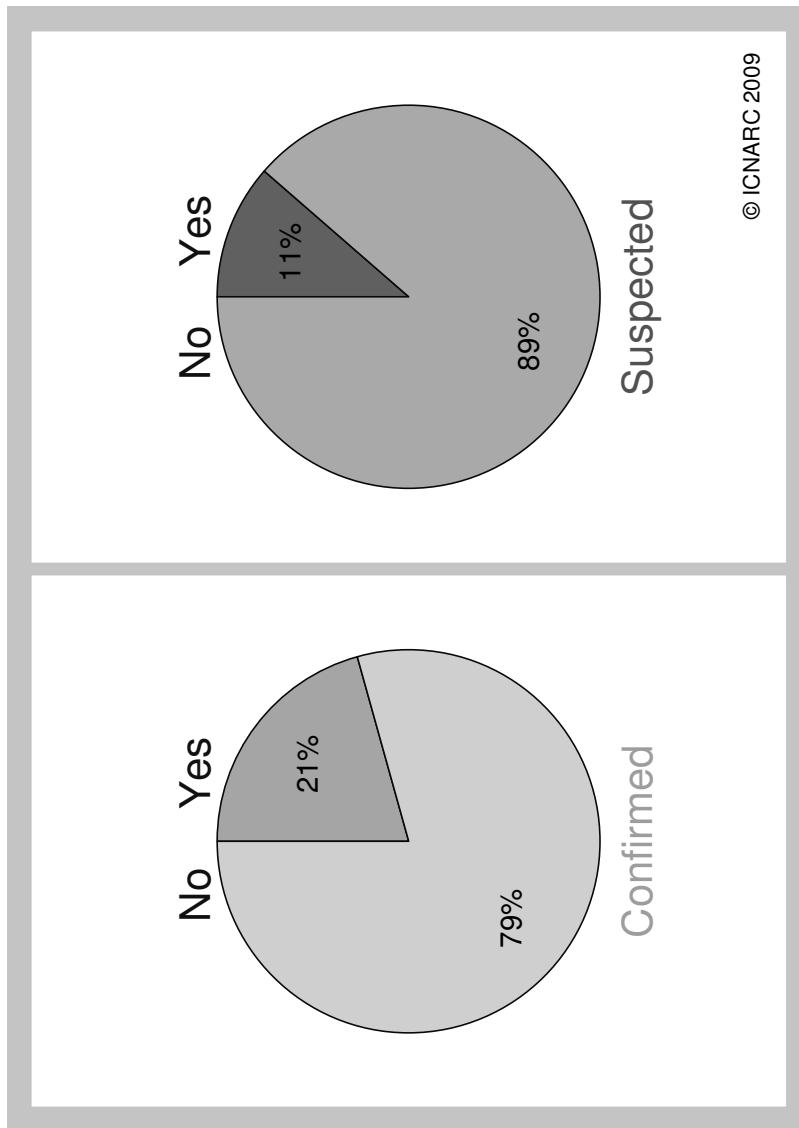 No Yes
21%
79%
Confirmed
No Yes
11%
89%
Suspected
© ICNARC 2009